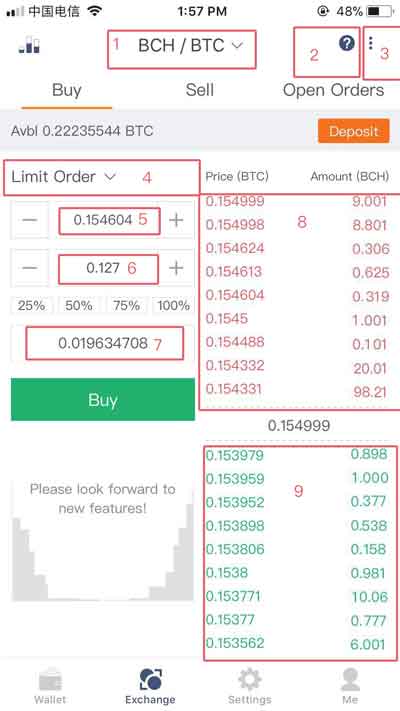 中国电信 1:57 PM 48%
1 BCH / BTC 2 ? 3
Buy Sell Open Orders
Avbl 0.22235544 BTC Deposit
Limit Order 4 Price (BTC) Amount (BCH)
— 0.154604 5 +
— 0.127 6 +
25% 50% 75% 100%
0.019634708 7
Buy
Please look forward to
new features!
8
0.154999 9.001
0.154998 8.801
0.154624 0.306
0.154613 0.625
0.154604 0.319
0.1545 1.001
0.154488 0.101
0.154332 20.01
0.154331 98.21
0.154999
9
0.153979 0.898
0.153959 1.000
0.153952 0.377
0.153898 0.538
0.153806 0.158
0.1538 0.981
0.153771 10.06
0.15377 0.777
0.153562 6.001
Wallet Exchange Settings Me